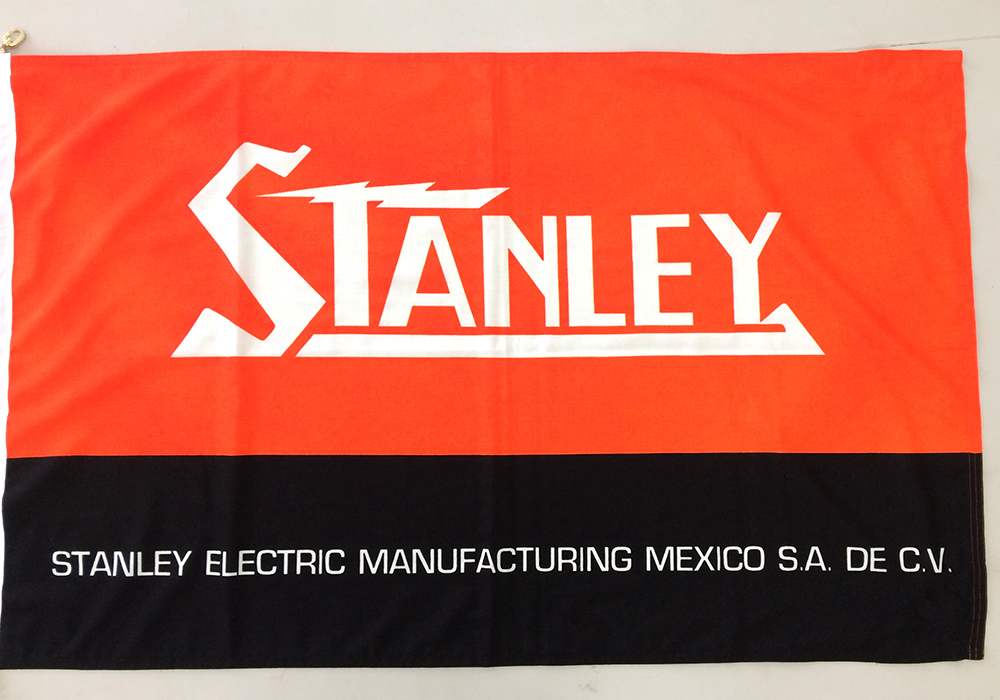 STANLEY
STANLEY ELECTRIC MANUFACTURING MEXICO S.A. DE C.V.